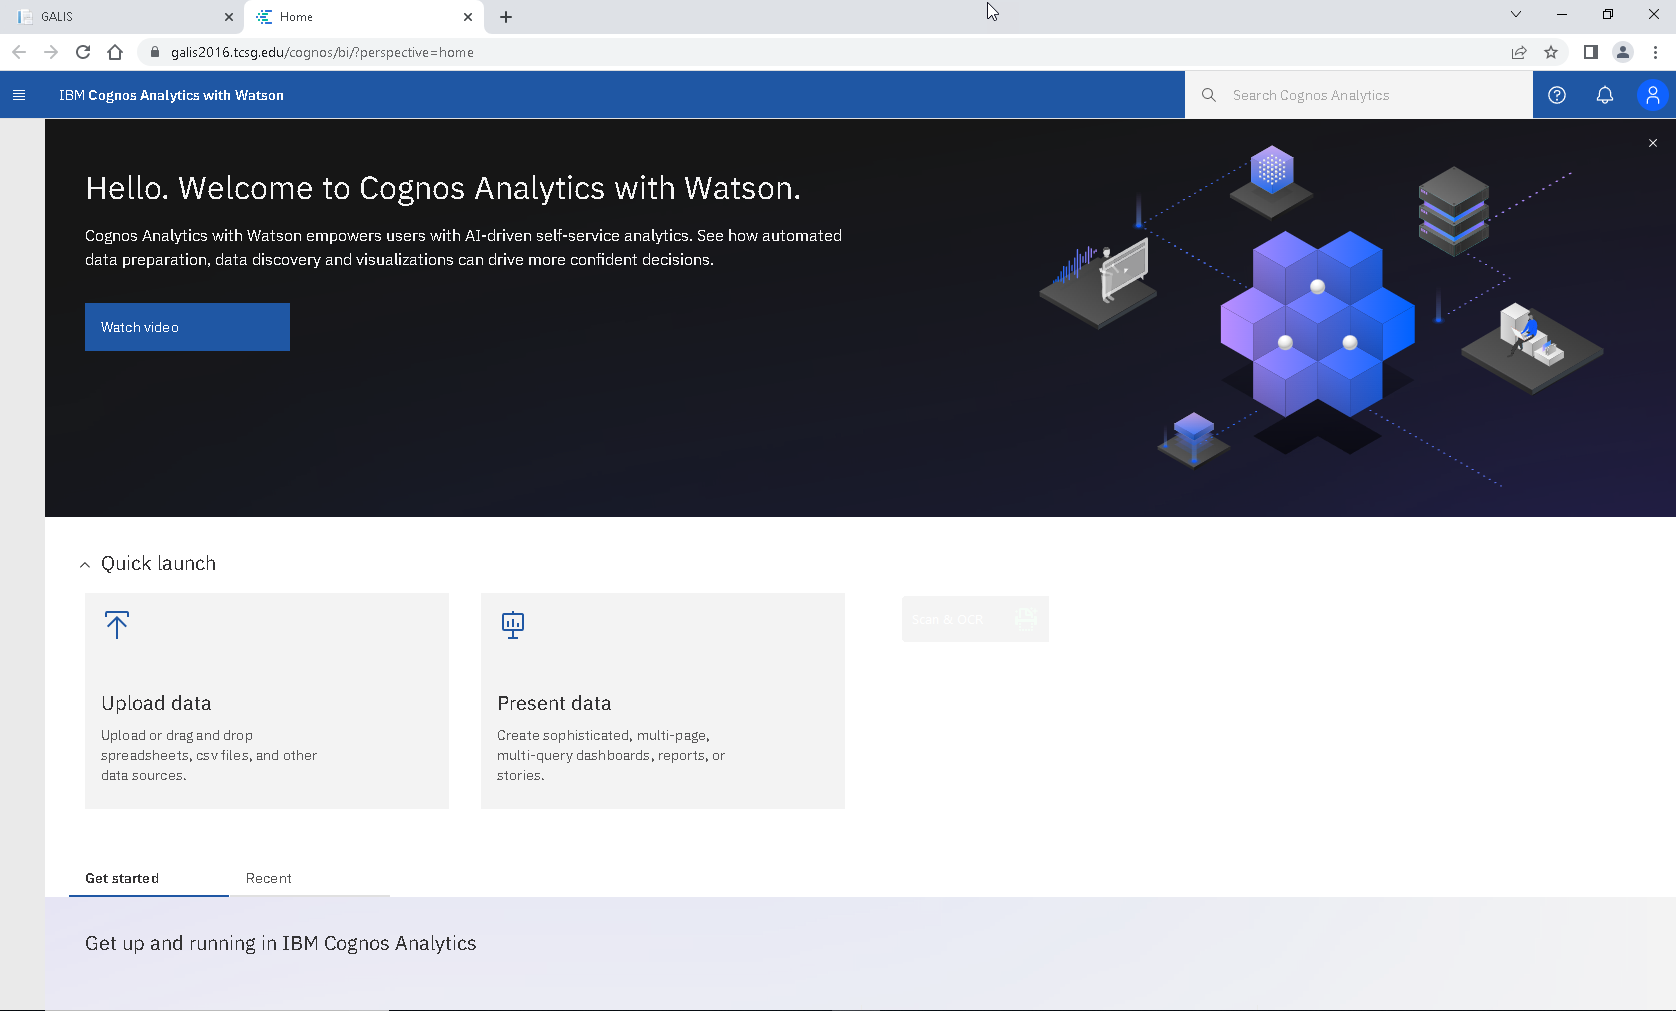 GALIS
Home
galis2016.tcsg.edu/cognos/bi/?perspective=home
IBM Cognos Analytics with Watson
Search Cognos Analytics
Hello. Welcome to Cognos Analytics with Watson.
Cognos Analytics with Watson empowers users with AI-driven self-service analytics. See how automated
data preparation, data discovery and visualizations can drive more confident decisions.
Watch video
Quick launch
Scan & OCR
Upload data
Upload or drag and drop
spreadsheets, csv files, and other
data sources.
Present data
Create sophisticated, multi-page,
multi-query dashboards, reports, or
stories.
Get started
Recent
Get up and running in IBM Cognos Analytics